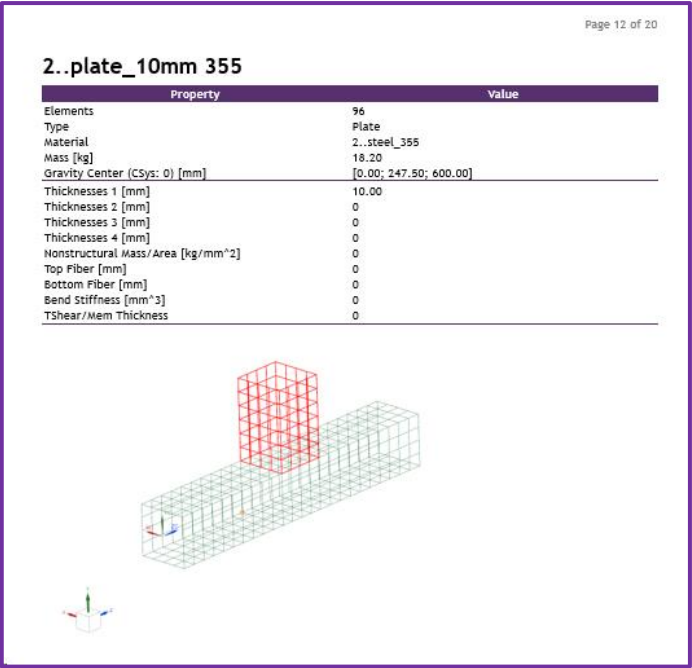 Page 12 of 20
2..plate_10mm 355
Property Value
Elements 96
Type Plate
Material 2..steel_355
Mass [kg] 18.20
Gravity Center (CSys: 0) [mm] [0.00; 247.50; 600.00]
Thicknesses 1 [mm] 10.00
Thicknesses 2 [mm] 0
Thicknesses 3 [mm] 0
Thicknesses 4 [mm] 0
Nonstructural Mass/Area [kg/mm^2] 0
Top Fiber [mm] 0
Bottom Fiber [mm] 0
Bend Stiffness [mm^3] 0
TShear/Mem Thickness 0